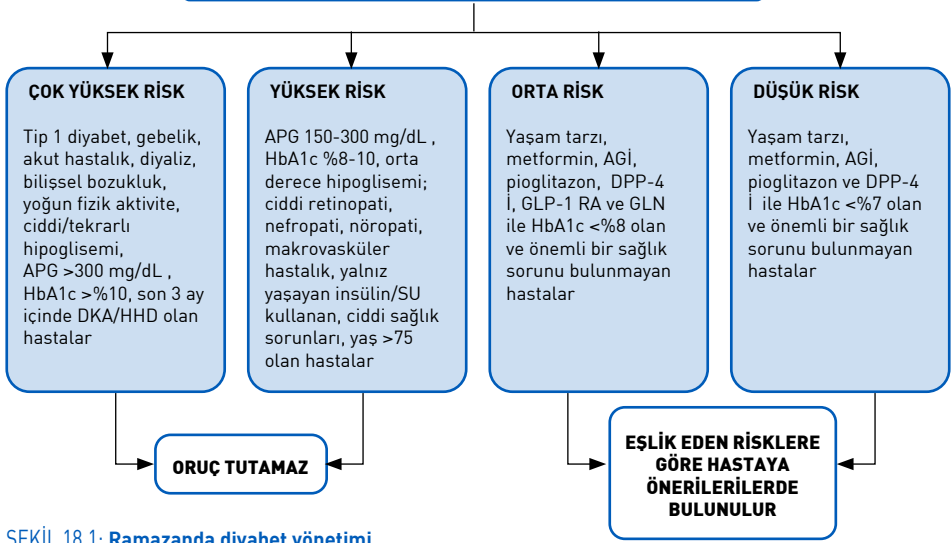 ÇOK YÜKSEK RİSK
Tip 1 diyabet, gebelik,
akut hastalık, diyaliz,
bilişsel bozukluk,
yoğun fizik aktivite,
ciddi/tekrarlı
hipoglisemi,
APG >300 mg/dL ,
HbA1c >%10, son 3 ay
içinde DKA/HHD olan
hastalar
YÜKSEK RİSK
APG 150-300 mg/dL ,
HbA1c %8-10, orta
derece hipoglisemi;
ciddi retinopati,
nefropati, nöropati,
makrovasküler
hastalık, yalnız
yaşayan insülin/SU
kullanan, ciddi sağlık
sorunları, yaş >75
olan hastalar
ORTA RİSK
Yaşam tarzı,
metformin, AGİ,
pioglitazon, DPP-4
İ, GLP-1 RA ve GLN
ile HbA1c <%8 olan
ve önemli bir sağlık
sorunu bulunmayan
hastalar
DÜŞÜK RİSK
Yaşam tarzı,
metformin, AGİ,
pioglitazon ve DPP-4
İ ile HbA1c <%7 olan
ve önemli bir sağlık
sorunu bulunmayan
hastalar
ORUÇ TUTAMAZ
EŞLİK EDEN RİSKLERE
GÖRE HASTAYA
ÖNERİLERİLERDE
BULUNULUR
ŞEKİL 18.1: Ramazanda diyabet yönetimi